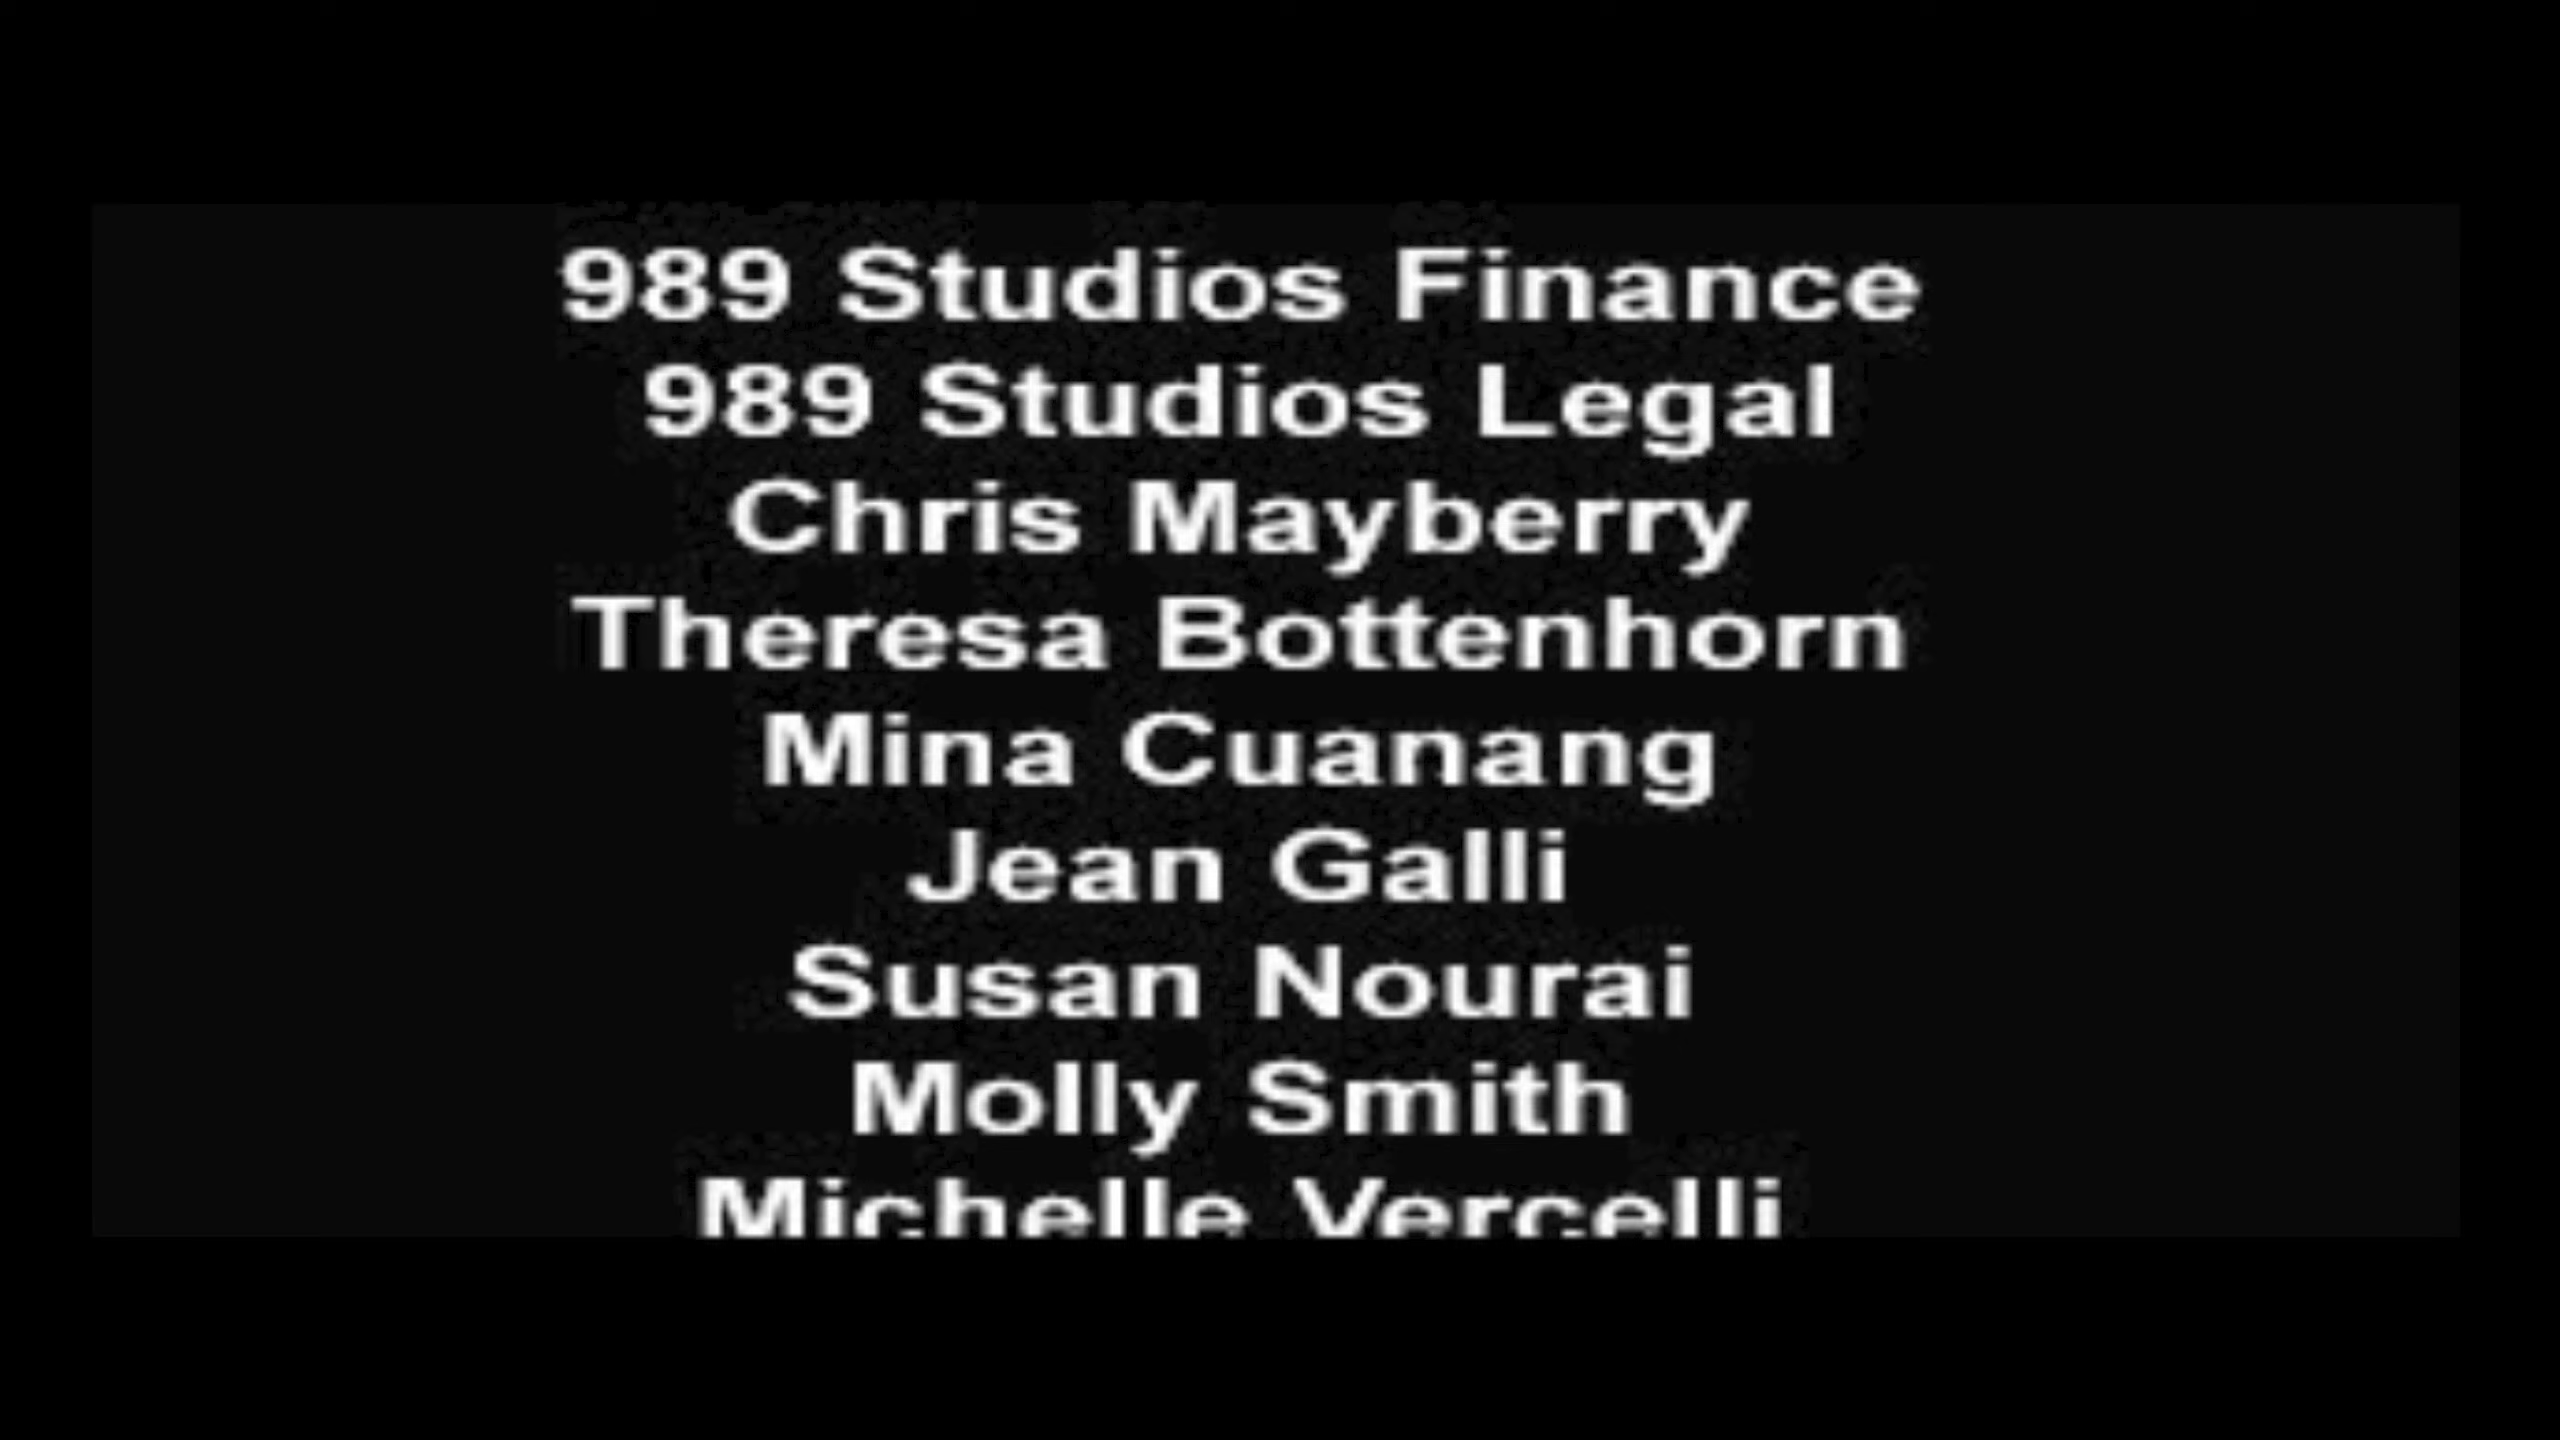 989 Studios Finance
989 Studios Legal
Chris Mayberry
Theresa Bottenhorn
Mina Cuanang
Jean Galli
Susan Nourai
Molly Smith
Michelle Vercelli